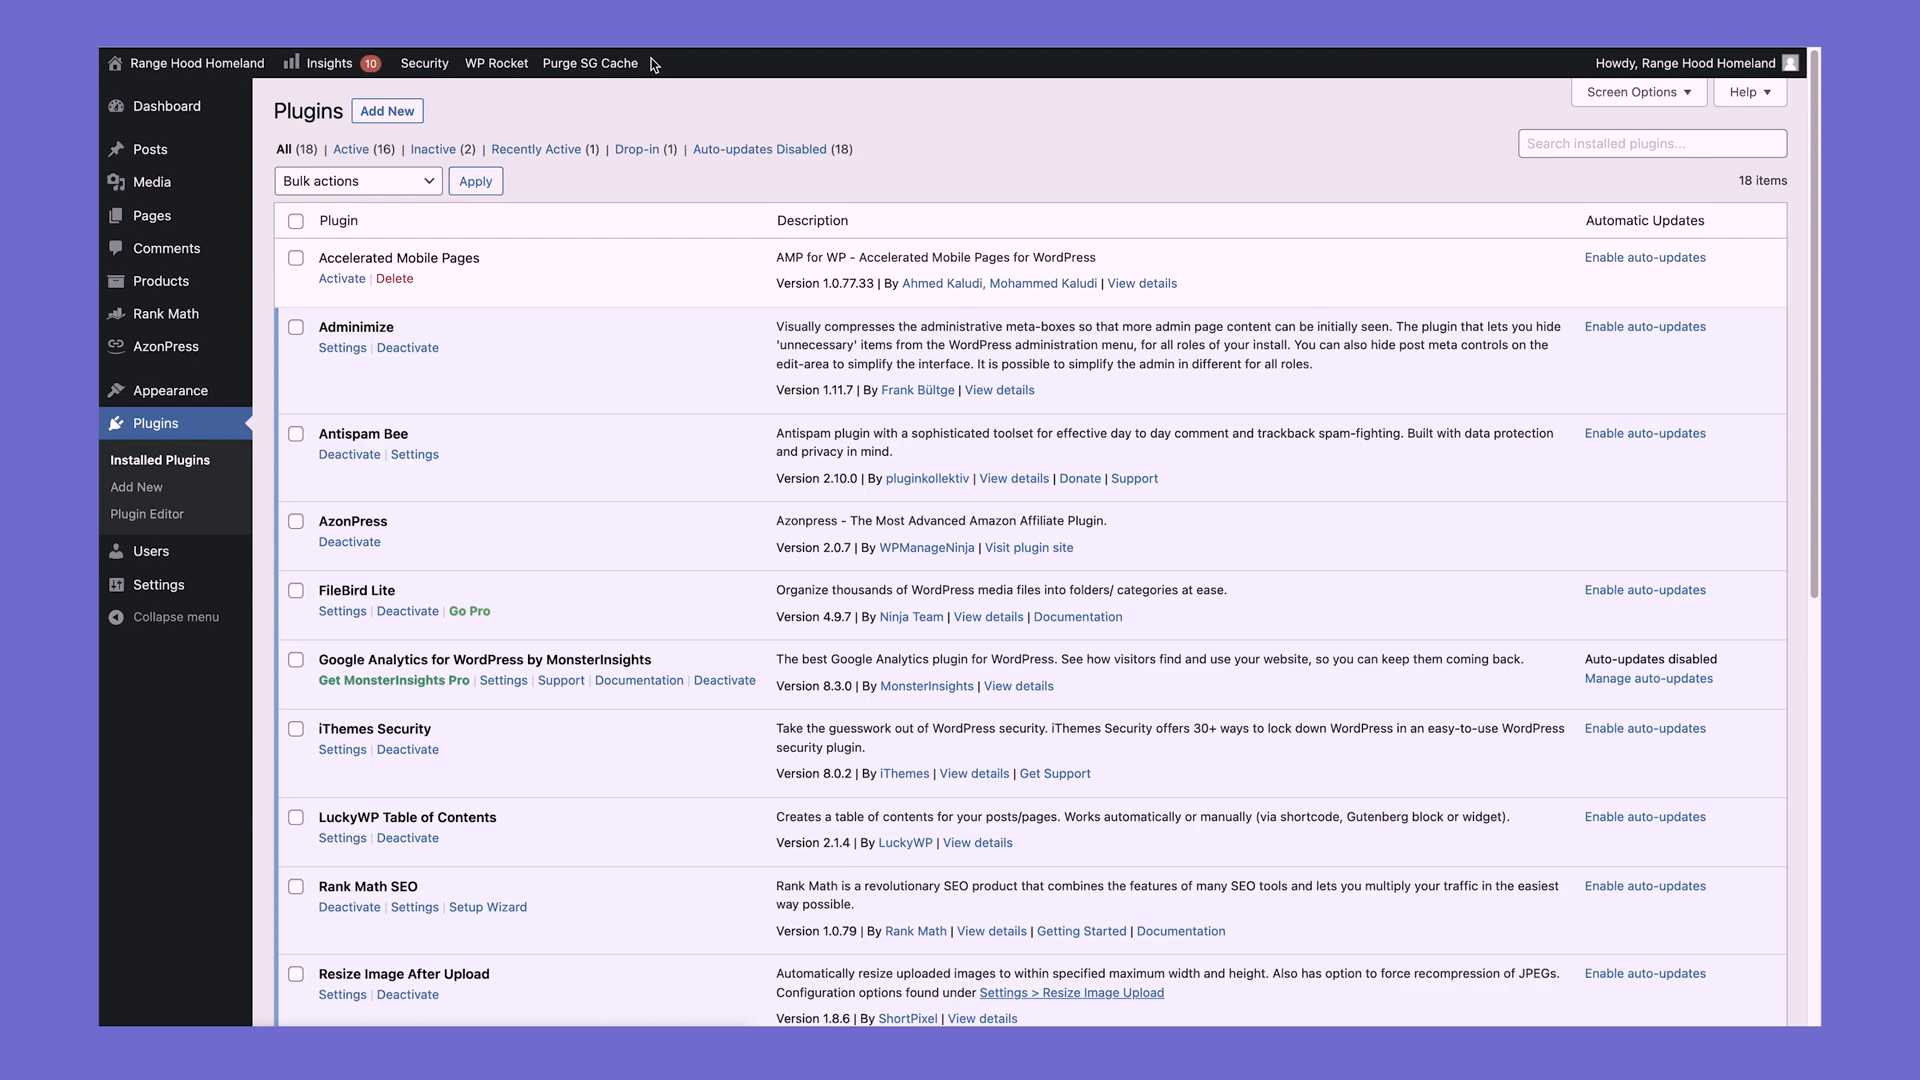 Range Hood Homeland Insights 10 Security WP Rocket Purge SG Cache Howdy, Range Hood Homeland
Screen Options Help
Dashboard
Posts
Media
Pages
Comments
Products
Rank Math
AzonPress
Appearance
Plugins
Installed Plugins
Add New
Plugin Editor
Users
Settings
Collapse menu
Plugins Add New
All (18) | Active (16) | Inactive (2) | Recently Active (1) | Drop-in (1) | Auto-updates Disabled (18)
Search installed plugins...
Bulk actions Apply
18 items
Plugin Description Automatic Updates
Accelerated Mobile Pages
Activate | Delete
AMP for WP - Accelerated Mobile Pages for WordPress
Version 1.0.77.33 | By Ahmed Kaludi, Mohammed Kaludi | View details
Enable auto-updates
Adminimize
Settings | Deactivate
Visually compresses the administrative meta-boxes so that more admin page content can be initially seen. The plugin that lets you hide
'unnecessary' items from the WordPress administration menu, for all roles of your install. You can also hide post meta controls on the
edit-area to simplify the interface. It is possible to simplify the admin in different for all roles.
Version 1.11.7 | By Frank Bültge | View details
Enable auto-updates
Antispam Bee
Deactivate | Settings
Antispam plugin with a sophisticated toolset for effective day to day comment and trackback spam-fighting. Built with data protection
and privacy in mind.
Version 2.10.0 | By pluginkollektiv | View details | Donate | Support
Enable auto-updates
AzonPress
Deactivate
Azonpress - The Most Advanced Amazon Affiliate Plugin.
Version 2.0.7 | By WPManageNinja | Visit plugin site
FileBird Lite
Settings | Deactivate | Go Pro
Organize thousands of WordPress media files into folders/ categories at ease.
Version 4.9.7 | By Ninja Team | View details | Documentation
Enable auto-updates
Google Analytics for WordPress by MonsterInsights
Get MonsterInsights Pro | Settings | Support | Documentation | Deactivate
The best Google Analytics plugin for WordPress. See how visitors find and use your website, so you can keep them coming back.
Version 8.3.0 | By MonsterInsights | View details
Auto-updates disabled
Manage auto-updates
iThemes Security
Settings | Deactivate
Take the guesswork out of WordPress security. iThemes Security offers 30+ ways to lock down WordPress in an easy-to-use WordPress
security plugin.
Version 8.0.2 | By iThemes | View details | Get Support
Enable auto-updates
LuckyWP Table of Contents
Settings | Deactivate
Creates a table of contents for your posts/pages. Works automatically or manually (via shortcode, Gutenberg block or widget).
Version 2.1.4 | By LuckyWP | View details
Enable auto-updates
Rank Math SEO
Deactivate | Settings | Setup Wizard
Rank Math is a revolutionary SEO product that combines the features of many SEO tools and lets you multiply your traffic in the easiest
way possible.
Version 1.0.79 | By Rank Math | View details | Getting Started | Documentation
Enable auto-updates
Resize Image After Upload
Settings | Deactivate
Automatically resize uploaded images to within specified maximum width and height. Also has option to force recompression of JPEGs.
Configuration options found under Settings > Resize Image Upload
Version 1.8.6 | By ShortPixel | View details
Enable auto-updates